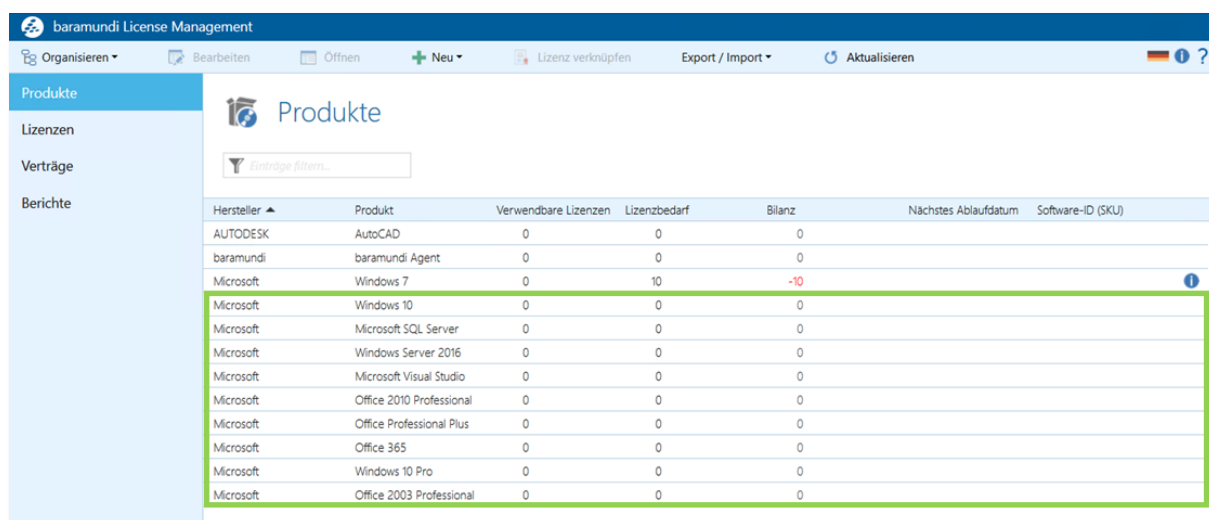 baramundi License Management
Organisieren Bearbeiten Öffnen Neu Lizenz verknüpfen Export / Import Aktualisieren
Produkte
Lizenzen
Verträge
Berichte
Produkte
Einträge filtern...
Hersteller Produkt Verwendbare Lizenzen Lizenzbedarf Bilanz Nächstes Ablaufdatum Software-ID (SKU)
AUTODESK AutoCAD 0 0 0
baramundi baramundi Agent 0 0 0
Microsoft Windows 7 0 10 -10
Microsoft Windows 10 0 0 0
Microsoft Microsoft SQL Server 0 0 0
Microsoft Windows Server 2016 0 0 0
Microsoft Microsoft Visual Studio 0 0 0
Microsoft Office 2010 Professional 0 0 0
Microsoft Office Professional Plus 0 0 0
Microsoft Office 365 0 0 0
Microsoft Windows 10 Pro 0 0 0
Microsoft Office 2003 Professional 0 0 0